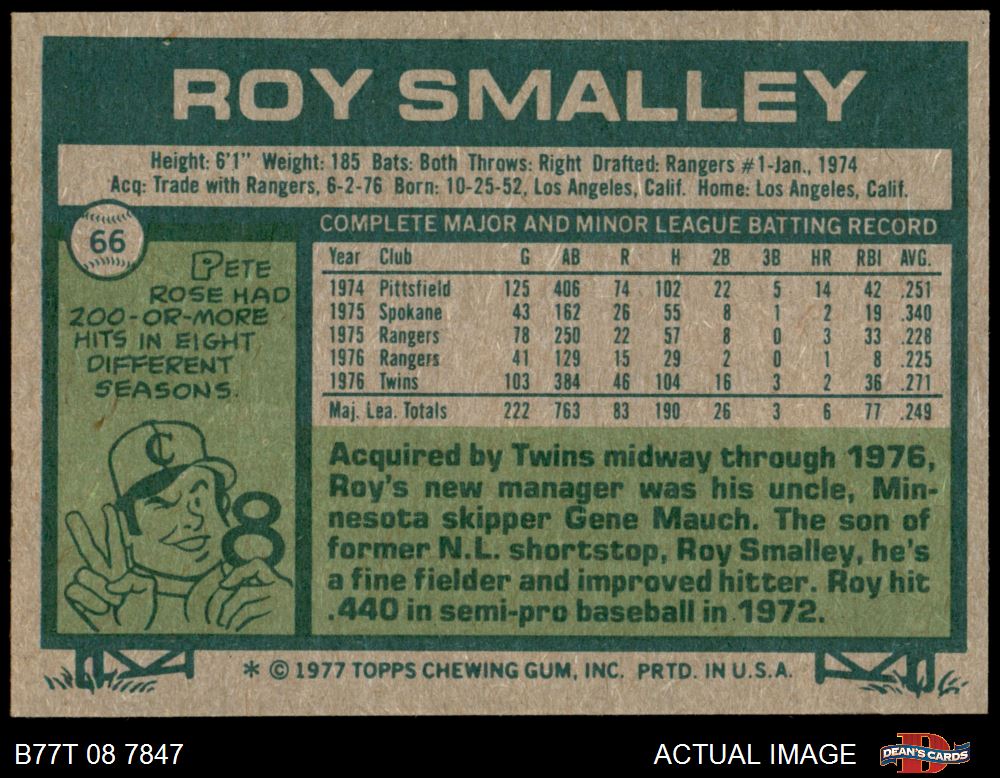 ROY SMALLEY
Height: 6'1" Weight: 185 Bats: Both Throws: Right Drafted: Rangers #1-Jan., 1974
Acq: Trade with Rangers, 6-2-76 Born: 10-25-52, Los Angeles, Calif. Home: Los Angeles, Calif.
66
PETE
ROSE HAD
200-OR-MORE
HITS IN EIGHT
DIFFERENT
SEASONS.
C
8
COMPLETE MAJOR AND MINOR LEAGUE BATTING RECORD
Year Club G AB R H 2B 3B HR RBI AVG.
1974 Pittsfield 125 406 74 102 22 5 14 42 .251
1975 Spokane 43 162 26 55 8 1 2 19 .340
1975 Rangers 78 250 22 57 8 0 3 33 .228
1976 Rangers 41 129 15 29 2 0 1 8 .225
1976 Twins 103 384 46 104 16 3 2 36 .271
Maj. Lea. Totals 222 763 83 190 26 3 6 77 .249
Acquired by Twins midway through 1976,
Roy's new manager was his uncle, Min-
nesota skipper Gene Mauch. The son of
former N.L. shortstop, Roy Smalley, he's
a fine fielder and improved hitter. Roy hit
.440 in semi-pro baseball in 1972.
* © 1977 TOPPS CHEWING GUM, INC. PRTD. IN U.S.A.
B77T 08 7847
ACTUAL IMAGE
D
DEAN'S CARDS